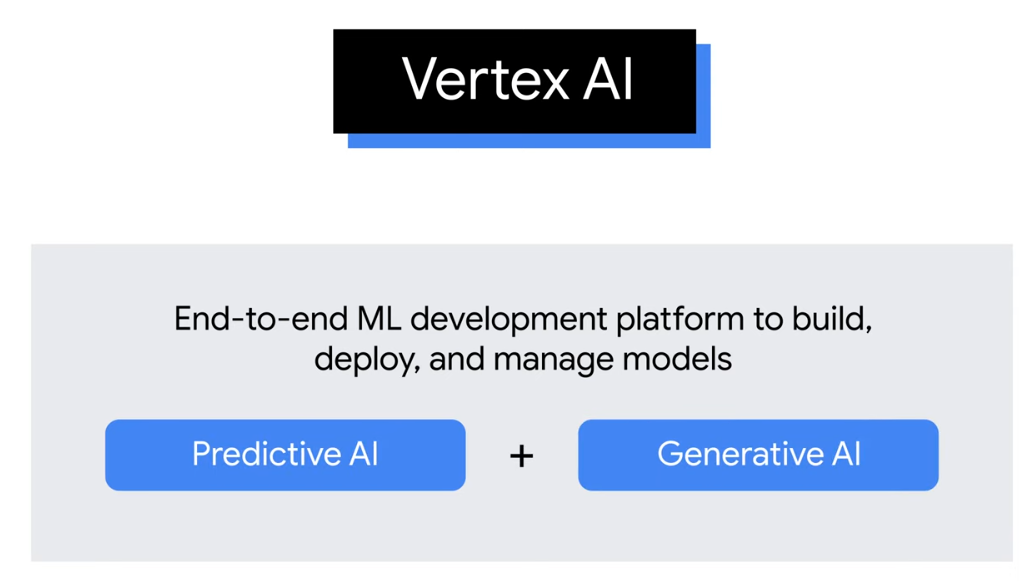 Vertex AI
End-to-end ML development platform to build,
deploy, and manage models
Predictive AI + Generative AI